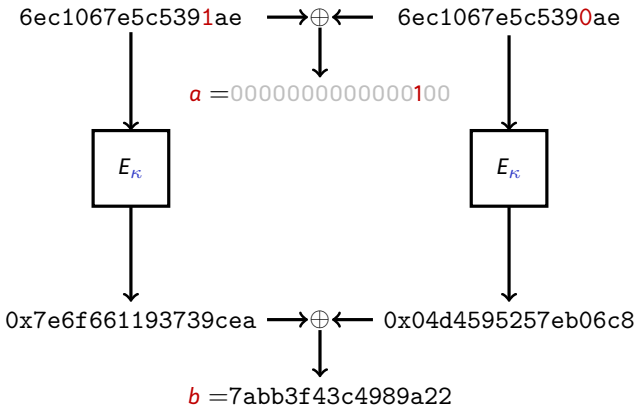 6ec1067e5c5391ae ⊕ 6ec1067e5c5390ae
a =0000000000000100
Eκ Eκ
0x7e6f661193739cea ⊕ 0x04d4595257eb06c8
b =7abb3f43c4989a22